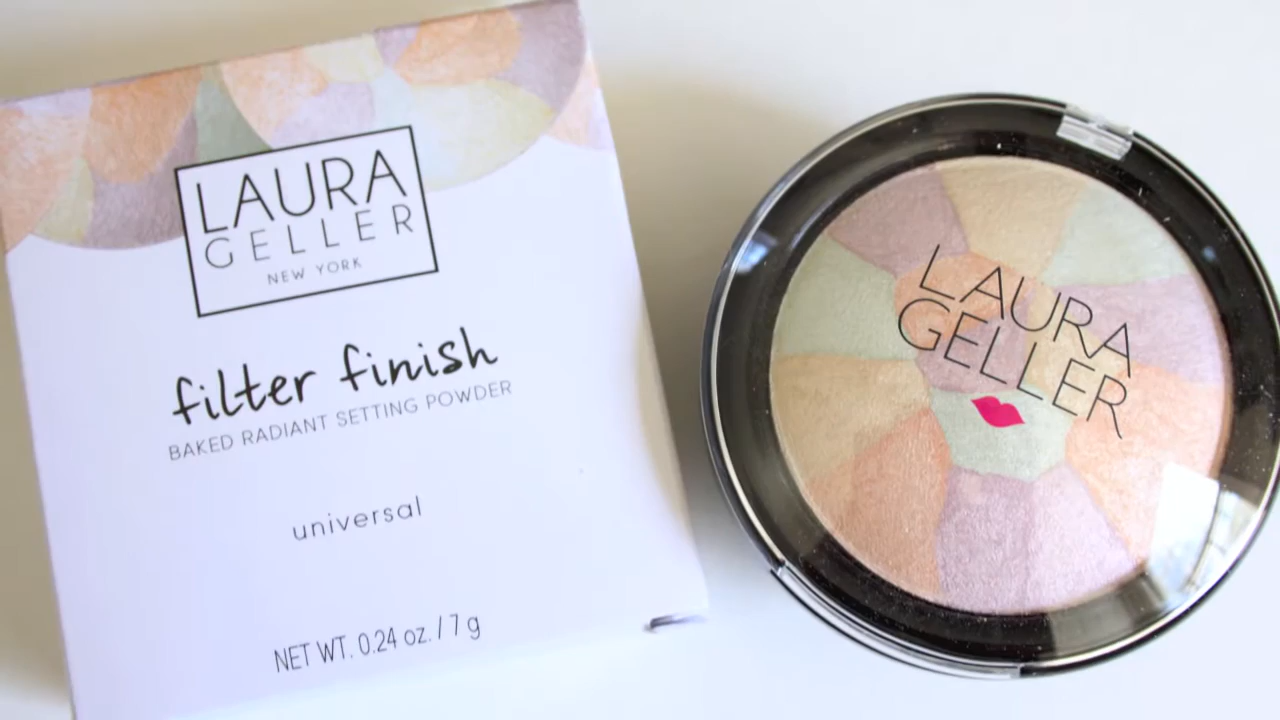 LAURA
GELLER
NEW YORK
filter finish
BAKED RADIANT SETTING POWDER
universal
NET WT. 0.24 oz. / 7 g
LAURA
GELLER